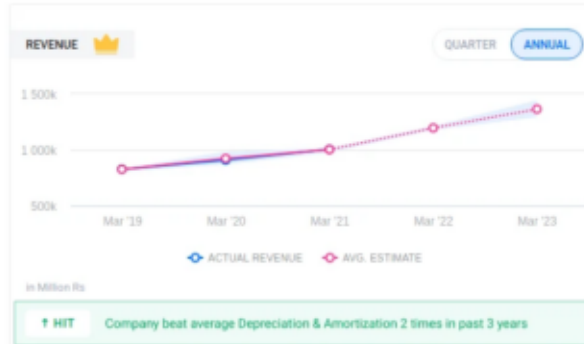 REVENUE
QUARTER ANNUAL
1 500k
1 000k
500k
Mar '19 Mar '20 Mar '21 Mar '22 Mar '23
ACTUAL REVENUE AVG. ESTIMATE
in Million Rs
↑ HIT Company beat average Depreciation & Amortization 2 times in past 3 years